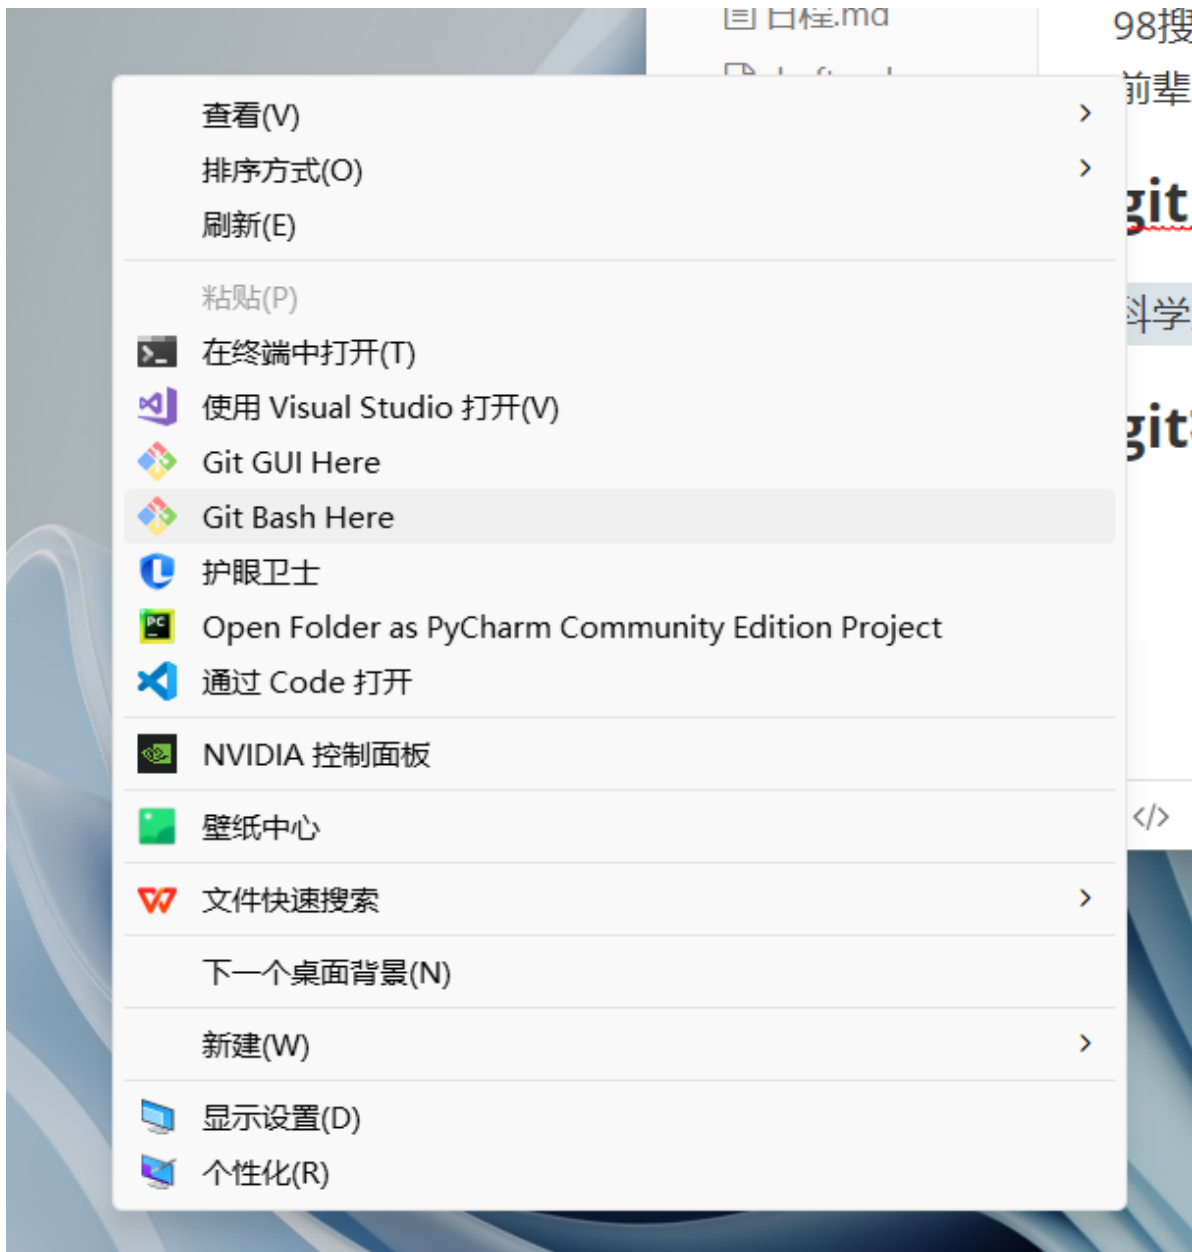 日程.md
98搜
前辈
查看(V)
排序方式(O)
刷新(E)
git
粘贴(P)
科学
在终端中打开(T)
使用 Visual Studio 打开(V)
git
Git GUI Here
Git Bash Here
护眼卫士
PC
Open Folder as PyCharm Community Edition Project
通过 Code 打开
NVIDIA 控制面板
壁纸中心
</>
文件快速搜索
下一个桌面背景(N)
新建(W)
显示设置(D)
个性化(R)